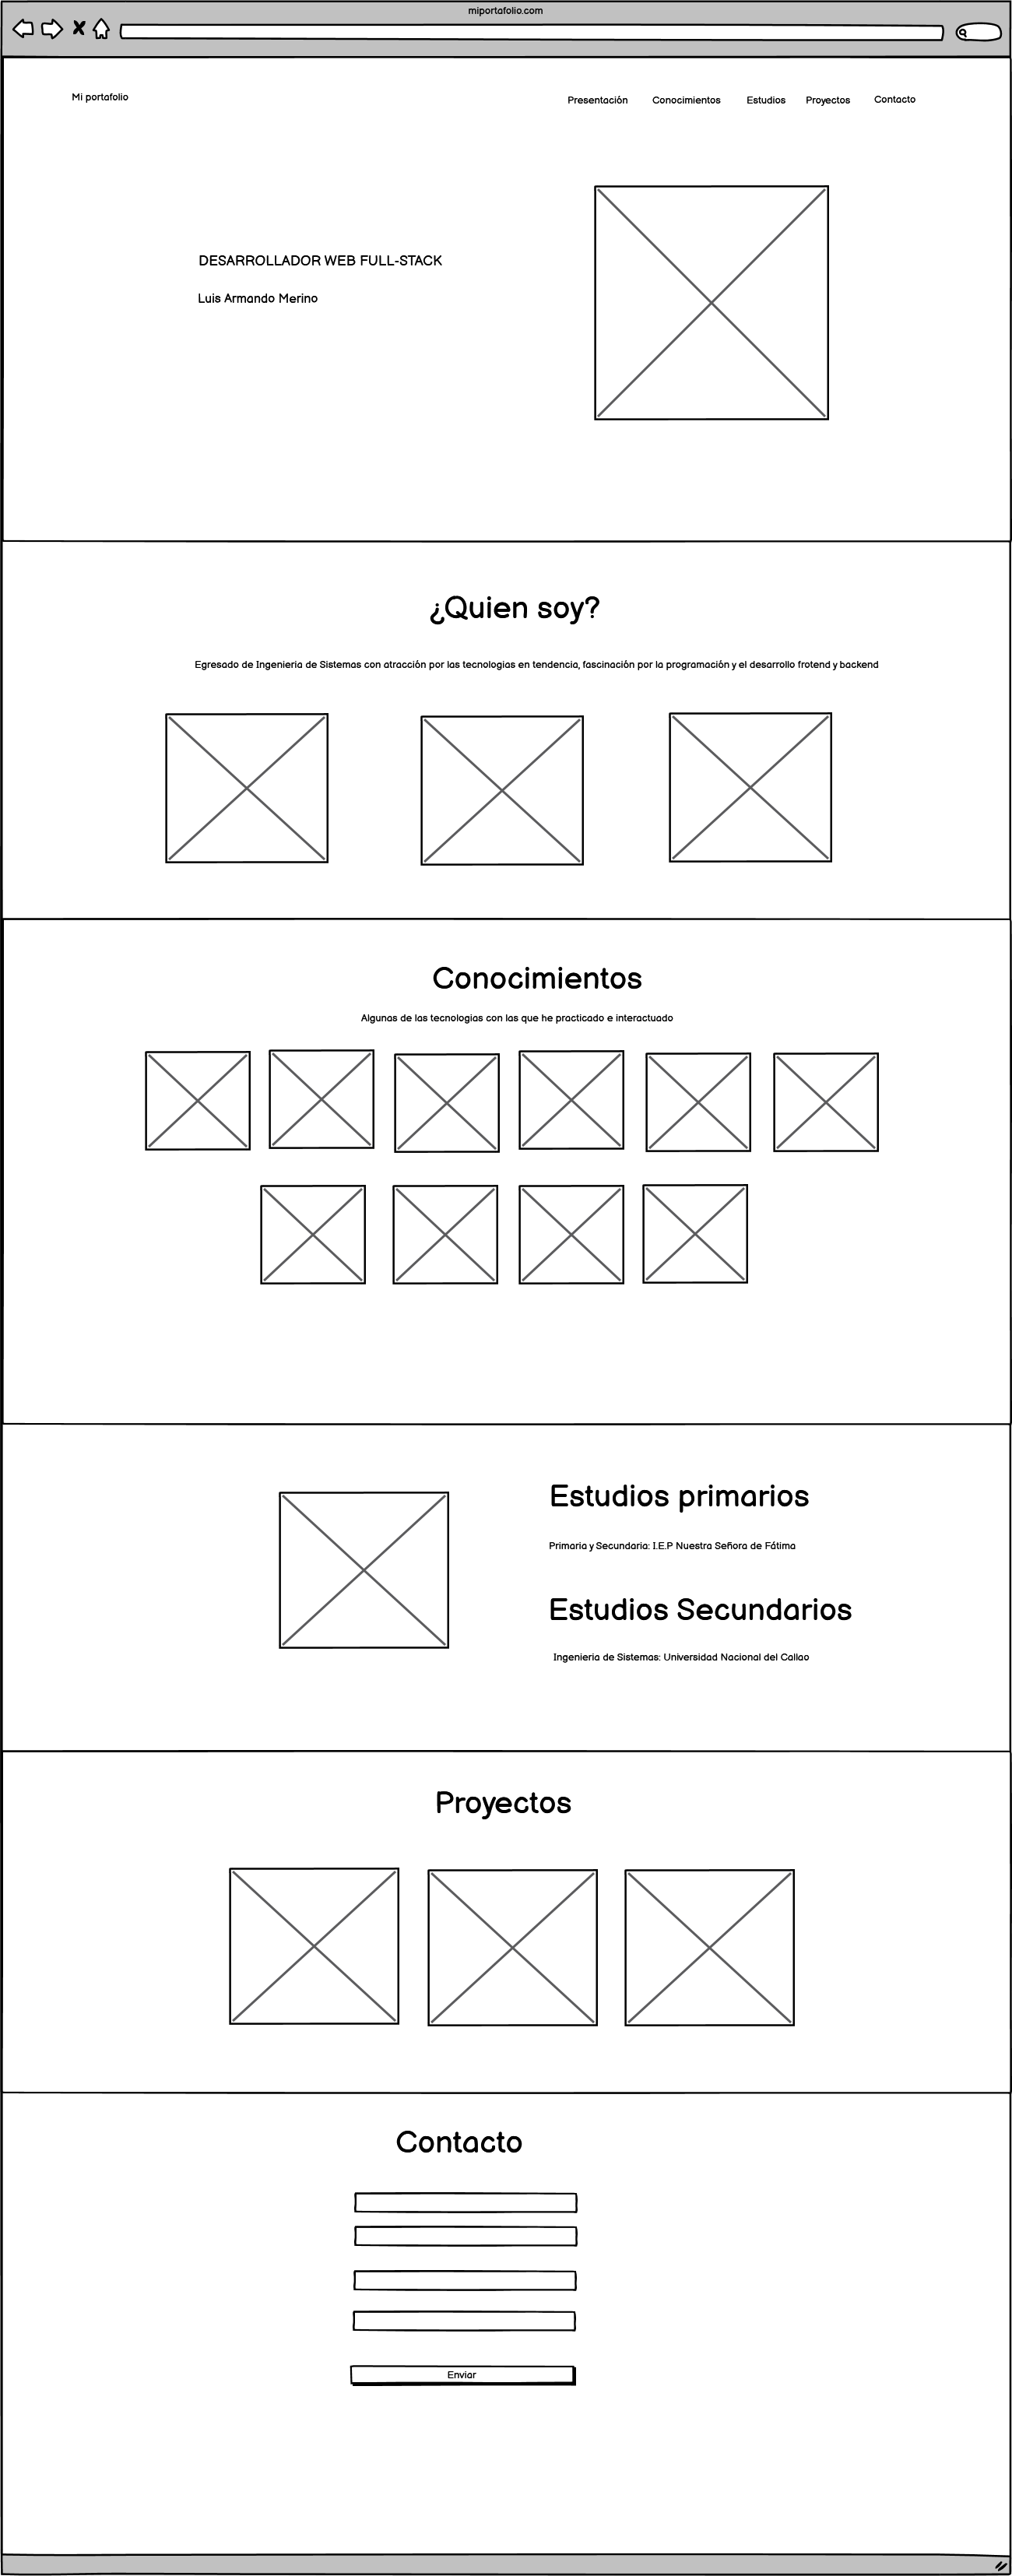 miportafolio.com
Mi portafolio
Presentación Conocimientos Estudios Proyectos Contacto
DESARROLLADOR WEB FULL-STACK
Luis Armando Merino
¿Quien soy?
Egresado de Ingenieria de Sistemas con atracción por las tecnologias en tendencia, fascinación por la programación y el desarrollo frotend y backend
Conocimientos
Algunas de las tecnologias con las que he practicado e interactuado
Estudios primarios
Primaria y Secundaria: I.E.P Nuestra Señora de Fátima
Estudios Secundarios
Ingenieria de Sistemas: Universidad Nacional del Callao
Proyectos
Contacto
Enviar